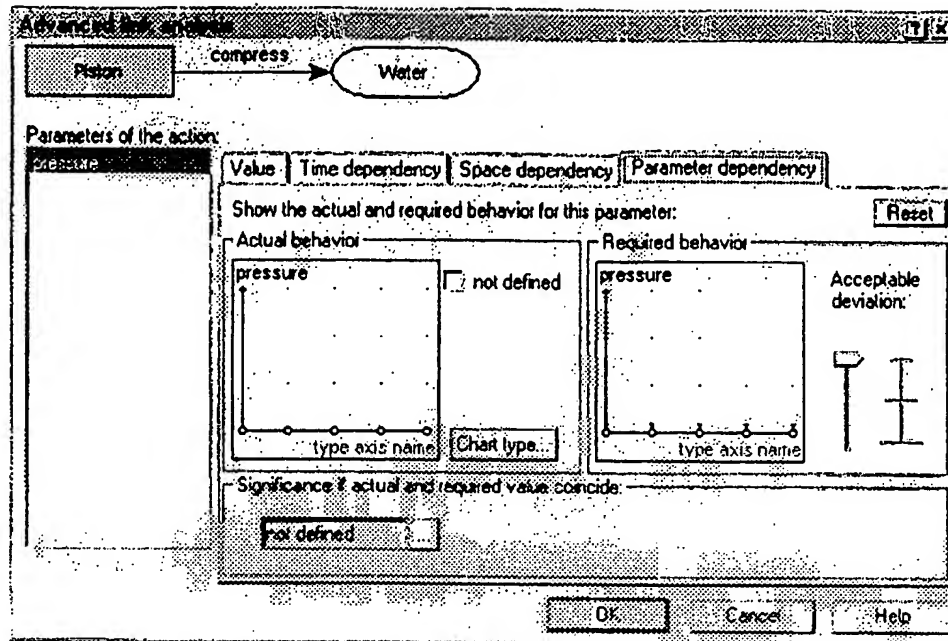 Advanced link analysis
Piston
compress
Water
Parameters of the action:
pressure
Value
Time dependency
Space dependency
Parameter dependency
Show the actual and required behavior for this parameter:
Reset
Actual behavior
pressure
not defined
type axis name
Chart type...
Required behavior
pressure
type axis name
Acceptable
deviation:
Significance if actual and required value coincide:
not defined
...
OK
Cancel
Help